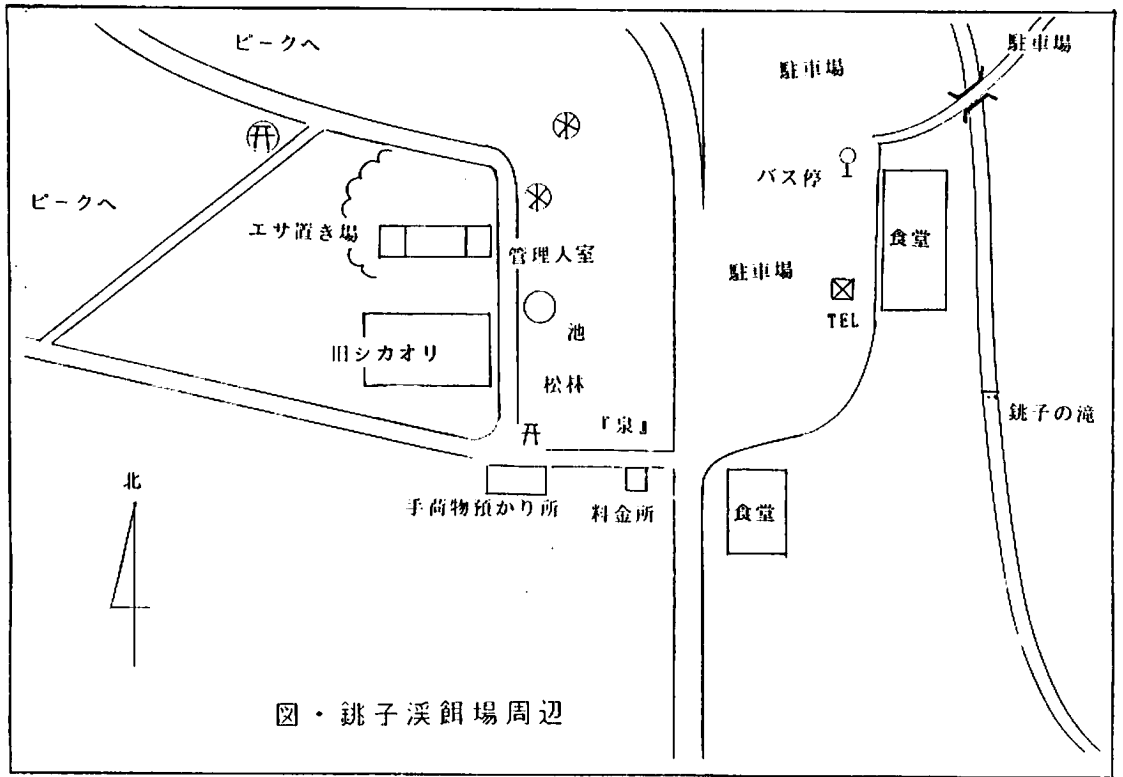 ピークへ
駐車場
駐車場
バス停
ピークへ
エサ置き場
管理人室
食堂
駐車場
TEL
池
旧シカオリ
松林
『泉』
銚子の滝
北
手荷物預かり所
料金所
食堂
図・銚子渓餌場周辺